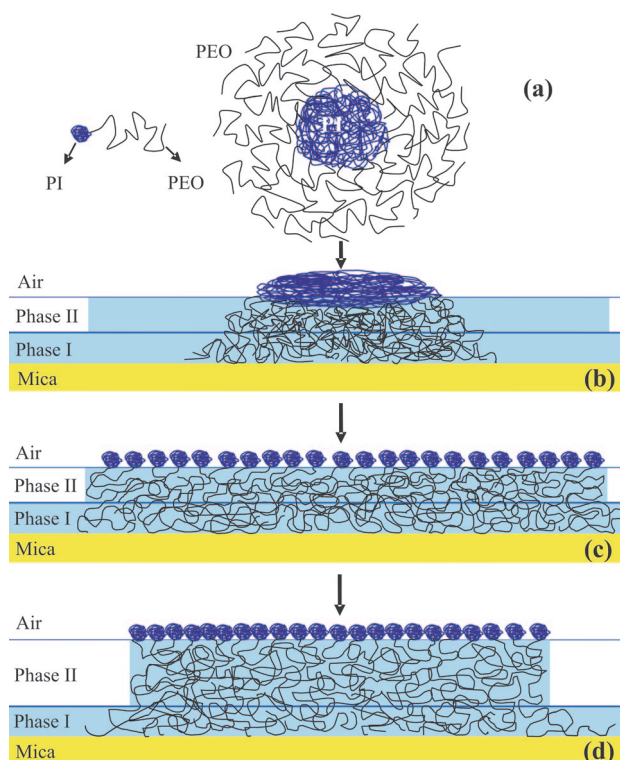 PEO
(a)
PI
PI
PEO
Air
Phase II
Phase I
Mica
(b)
Air
Phase II
Phase I
Mica
(c)
Air
Phase II
Phase I
Mica
(d)